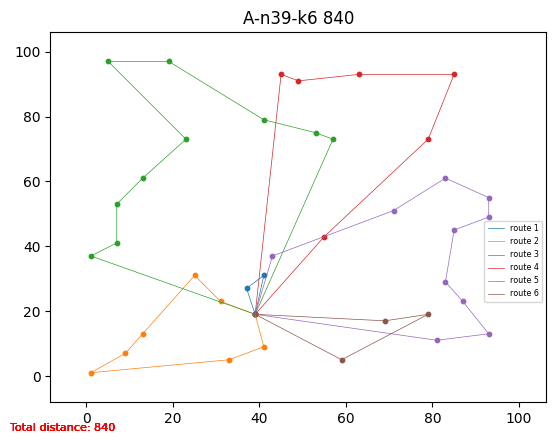 A-n39-k6 840
100
80
60
40
20
0
0 20 40 60 80 100
route 1
route 2
route 3
route 4
route 5
route 6
Total distance: 840